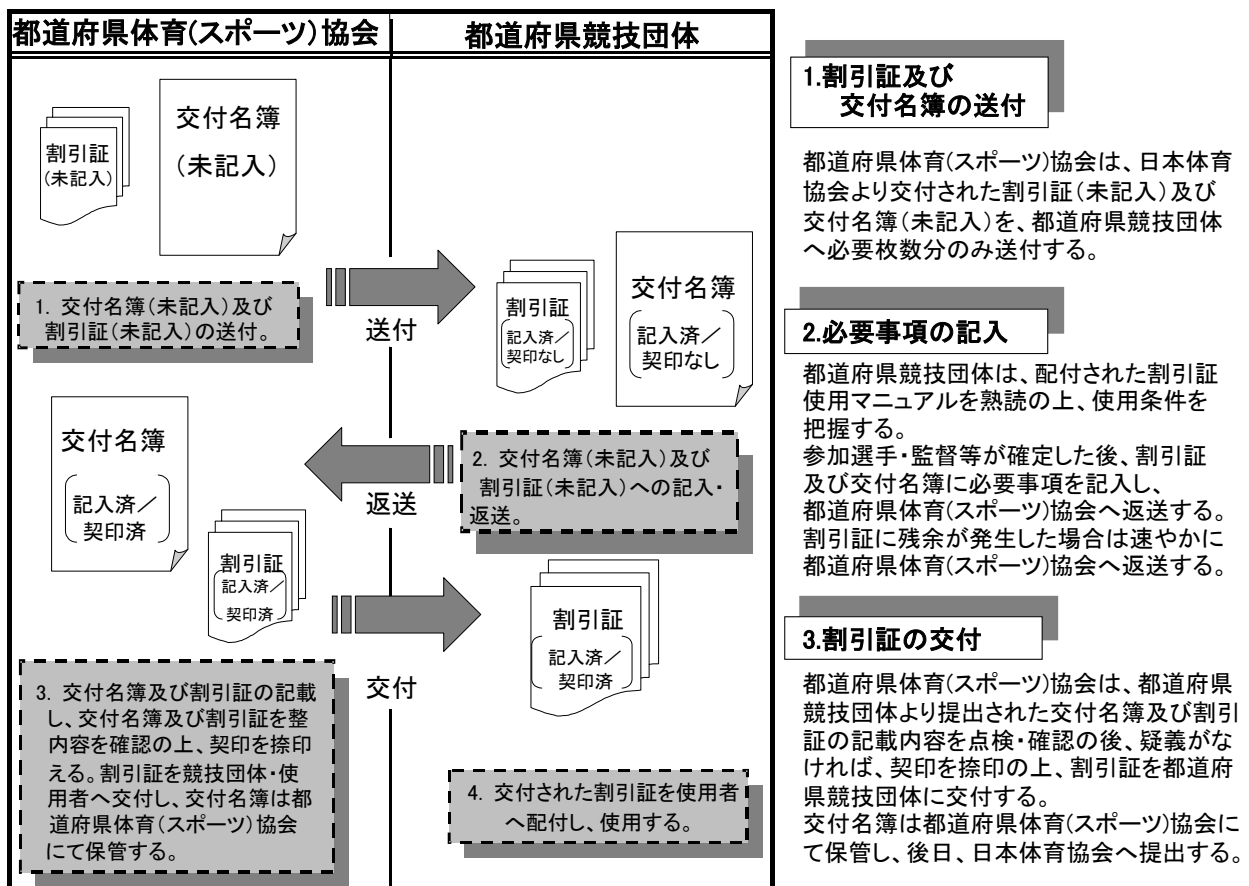 都道府県体育(スポーツ)協会
都道府県競技団体
割引証
(未記入)
交付名簿
(未記入)
1. 交付名簿(未記入)及び
割引証(未記入)の送付。
送付
割引証
記入済/
契印なし
交付名簿
記入済/
契印なし
交付名簿
記入済/
契印済
返送
2. 交付名簿(未記入)及び
割引証(未記入)への記入・
返送。
割引証
記入済/
契印済
交付
割引証
記入済/
契印済
3. 交付名簿及び割引証の記載
し、交付名簿及び割引証を整
内容を確認の上、契印を捺印
える。割引証を競技団体・使
用者へ交付し、交付名簿は都
道府県体育(スポーツ)協会
にて保管する。
4. 交付された割引証を使用者
へ配付し、使用する。
1.割引証及び
交付名簿の送付
都道府県体育(スポーツ)協会は、日本体育
協会より交付された割引証(未記入)及び
交付名簿(未記入)を、都道府県競技団体
へ必要枚数分のみ送付する。
2.必要事項の記入
都道府県競技団体は、配付された割引証
使用マニュアルを熟読の上、使用条件を
把握する。
参加選手・監督等が確定した後、割引証
及び交付名簿に必要事項を記入し、
都道府県体育(スポーツ)協会へ返送する。
割引証に残余が発生した場合は速やかに
都道府県体育(スポーツ)協会へ返送する。
3.割引証の交付
都道府県体育(スポーツ)協会は、都道府県
競技団体より提出された交付名簿及び割引
証の記載内容を点検・確認の後、疑義がな
ければ、契印を捺印の上、割引証を都道府
県競技団体に交付する。
交付名簿は都道府県体育(スポーツ)協会に
て保管し、後日、日本体育協会へ提出する。